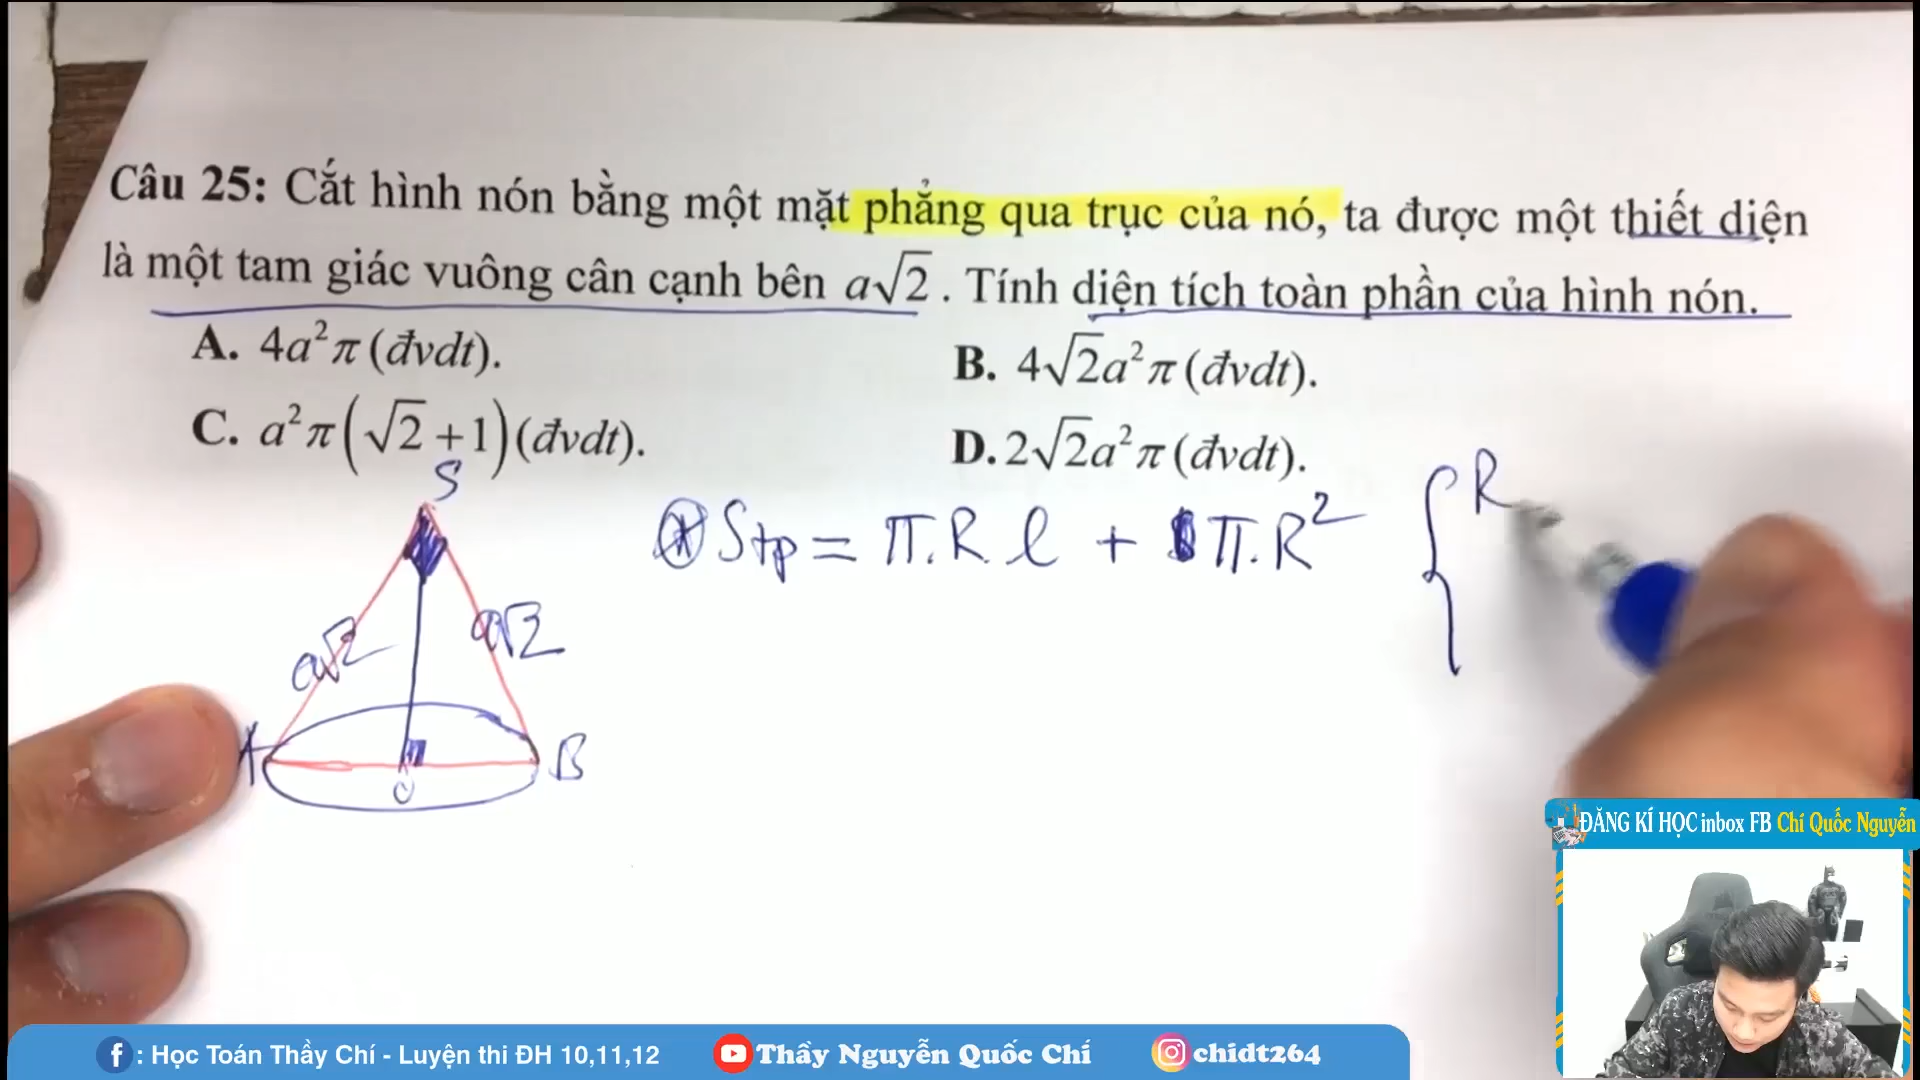 Câu 25: Cắt hình nón bằng một mặt phẳng qua trục của nó, ta được một thiết diện
là một tam giác vuông cân cạnh bên a√2 . Tính diện tích toàn phần của hình nón.
A. 4a²π (đvdt).
B. 4√2a²π (đvdt).
C. a²π(√2+1)(đvdt).
D. 2√2a²π (đvdt).
S
⊛ Stp = π.R.l + π.R²
{ R
a√2
a√2
A
B
O
ĐĂNG KÍ HỌC inbox FB Chí Quốc Nguyễn
f : Học Toán Thầy Chí - Luyện thi ĐH 10,11,12
Thầy Nguyễn Quốc Chí
chidt264